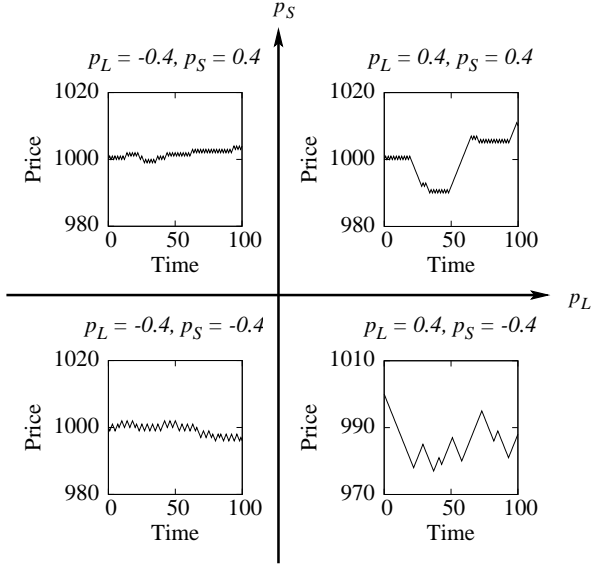 p_S
p_L = -0.4, p_S = 0.4
1020
1000
980
Price
0 50 100
Time
p_L = 0.4, p_S = 0.4
1020
1000
980
Price
0 50 100
Time
p_L
p_L = -0.4, p_S = -0.4
1020
1000
980
Price
0 50 100
Time
p_L = 0.4, p_S = -0.4
1010
990
970
Price
0 50 100
Time